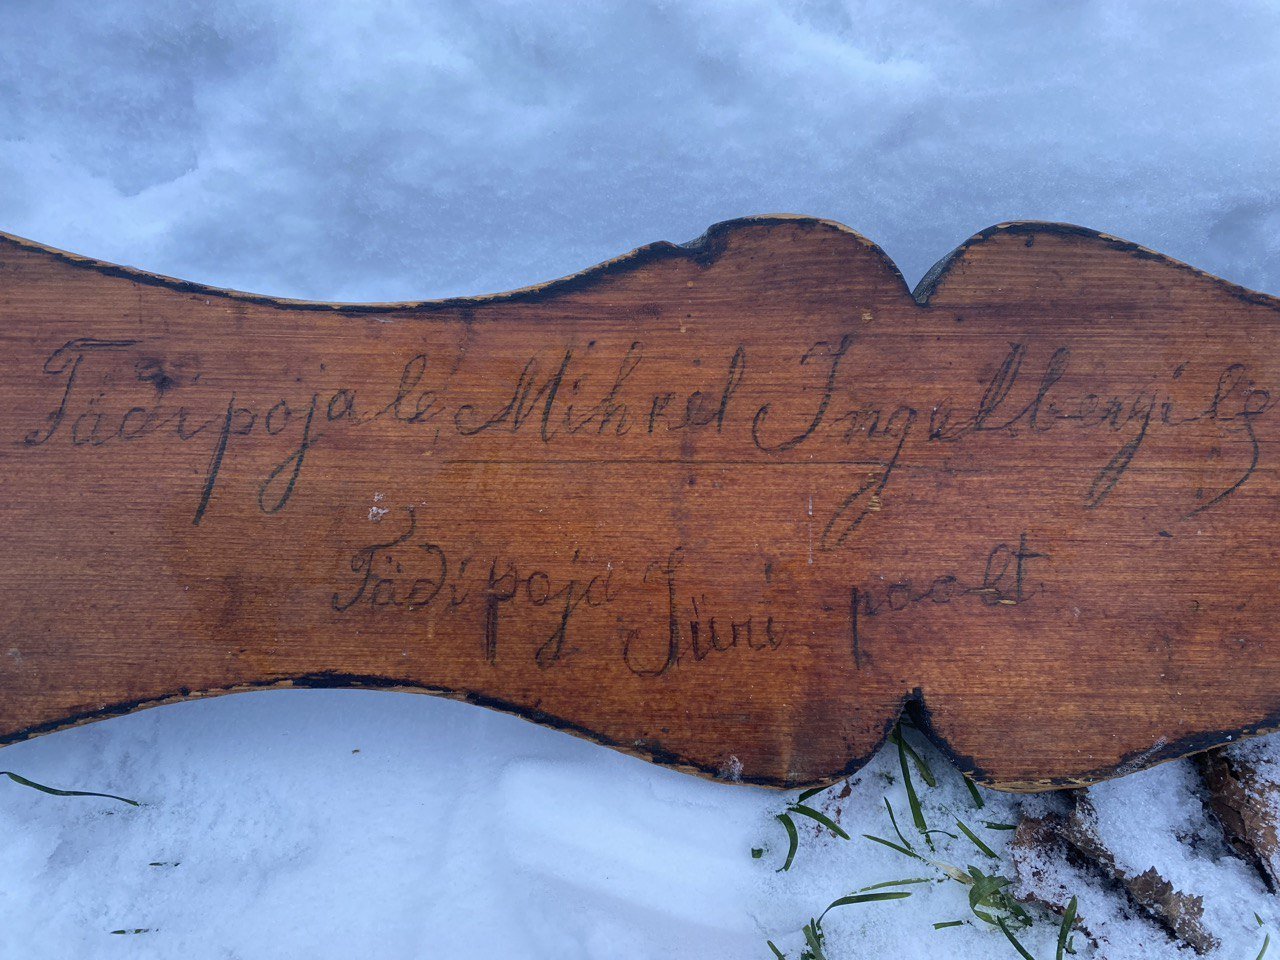 Tädipojale, Mihkel Ingelbergile
Tädipoja Jüri poolt